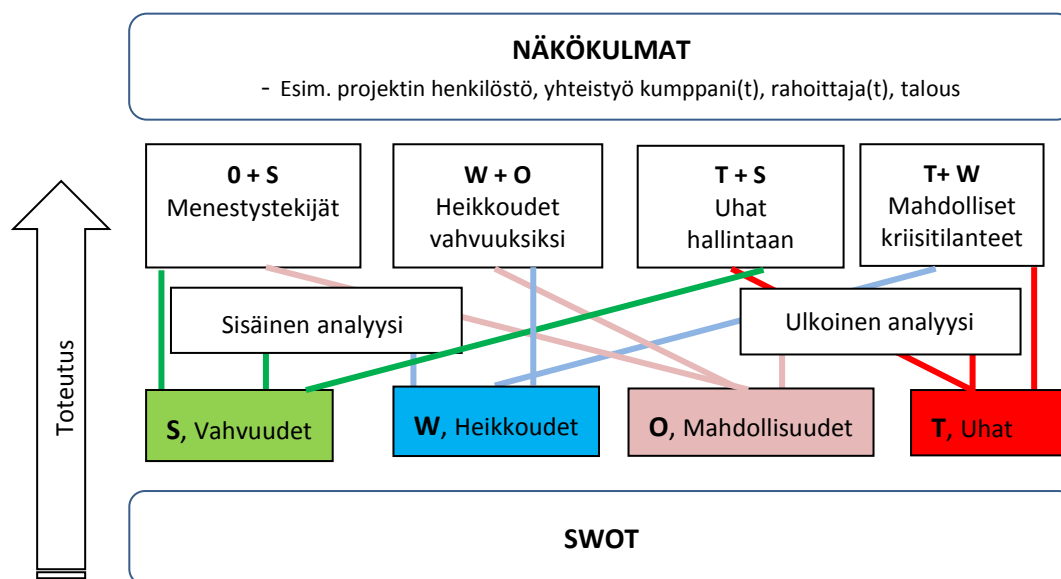 NÄKÖKULMAT
- Esim. projektin henkilöstö, yhteistyö kumppani(t), rahoittaja(t), talous
0 + S
Menestystekijät
W + O
Heikkoudet
vahvuuksiksi
T + S
Uhat
hallintaan
T+ W
Mahdolliset
kriisitilanteet
Sisäinen analyysi
Ulkoinen analyysi
Toteutus
S, Vahvuudet
W, Heikkoudet
O, Mahdollisuudet
T, Uhat
SWOT